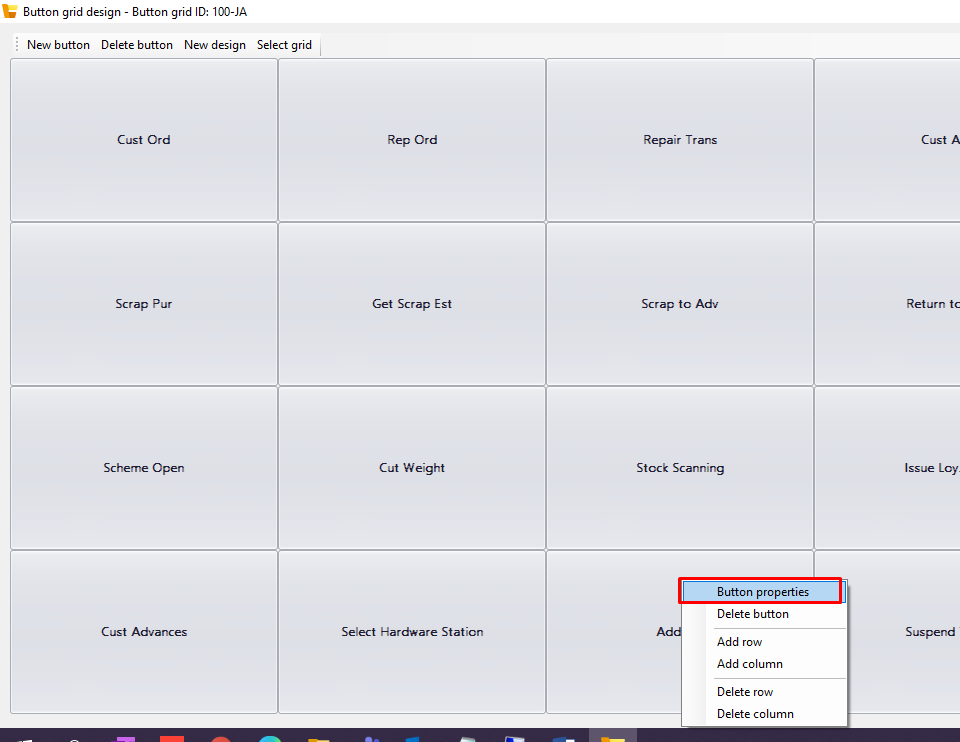 Button grid design - Button grid ID: 100-JA
New button Delete button New design Select grid
Cust Ord Rep Ord Repair Trans Cust A
Scrap Pur Get Scrap Est Scrap to Adv Return to
Scheme Open Cut Weight Stock Scanning Issue Loy.
Cust Advances Select Hardware Station Add Suspend
Button properties
Delete button
Add row
Add column
Delete row
Delete column